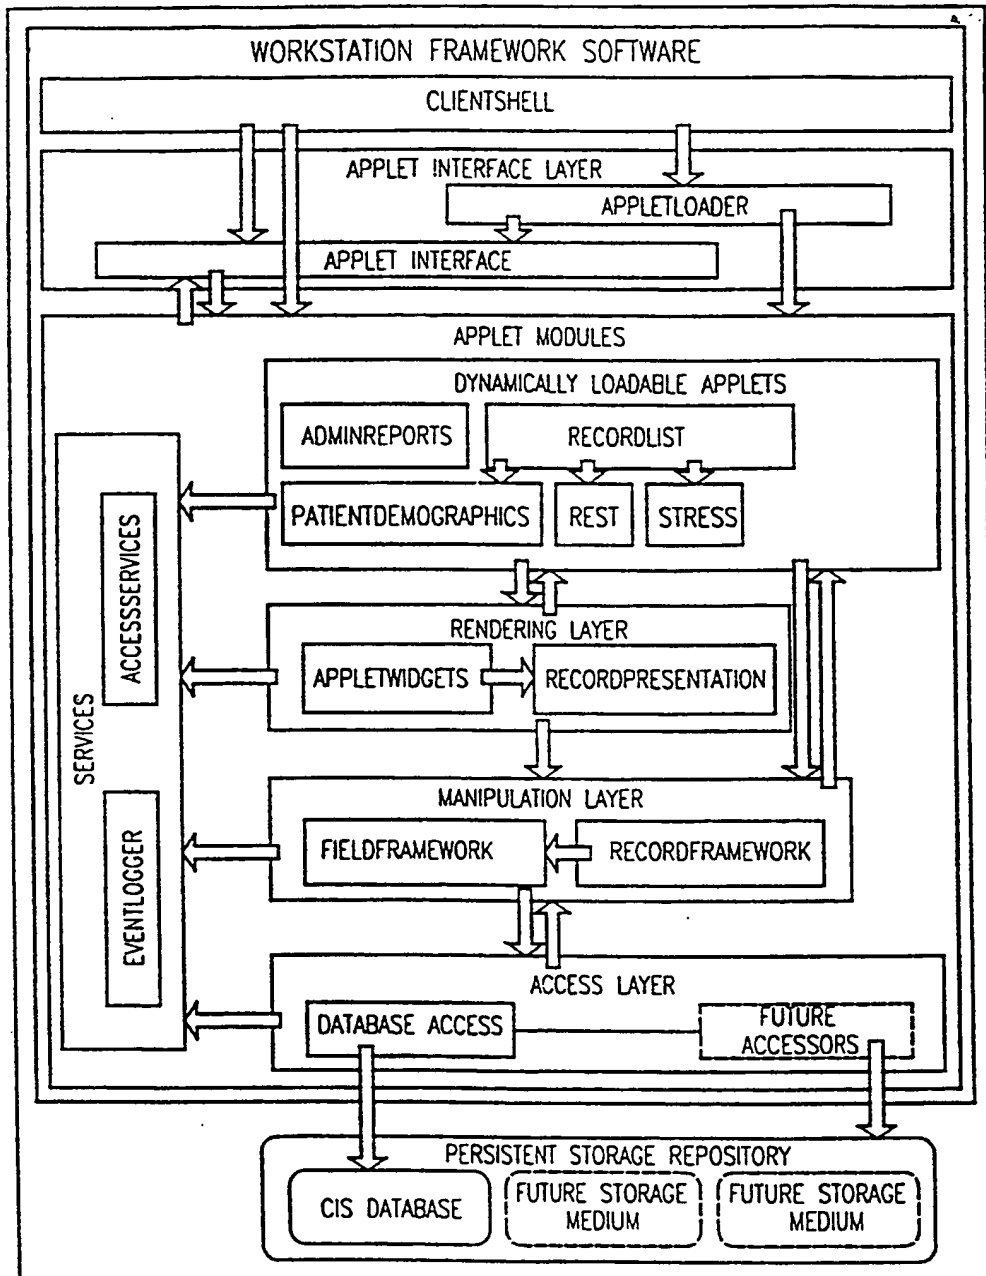 WORKSTATION FRAMEWORK SOFTWARE
CLIENTSHELL
APPLET INTERFACE LAYER
APPLETLOADER
APPLET INTERFACE
APPLET MODULES
DYNAMICALLY LOADABLE APPLETS
ADMINREPORTS
RECORDLIST
PATIENTDEMOGRAPHICS
REST
STRESS
SERVICES
ACCESSSERVICES
EVENTLOGGER
RENDERING LAYER
APPLETWIDGETS
RECORDPRESENTATION
MANIPULATION LAYER
FIELDFRAMEWORK
RECORDFRAMEWORK
ACCESS LAYER
DATABASE ACCESS
FUTURE
ACCESSORS
PERSISTENT STORAGE REPOSITORY
CIS DATABASE
FUTURE STORAGE
MEDIUM
FUTURE STORAGE
MEDIUM